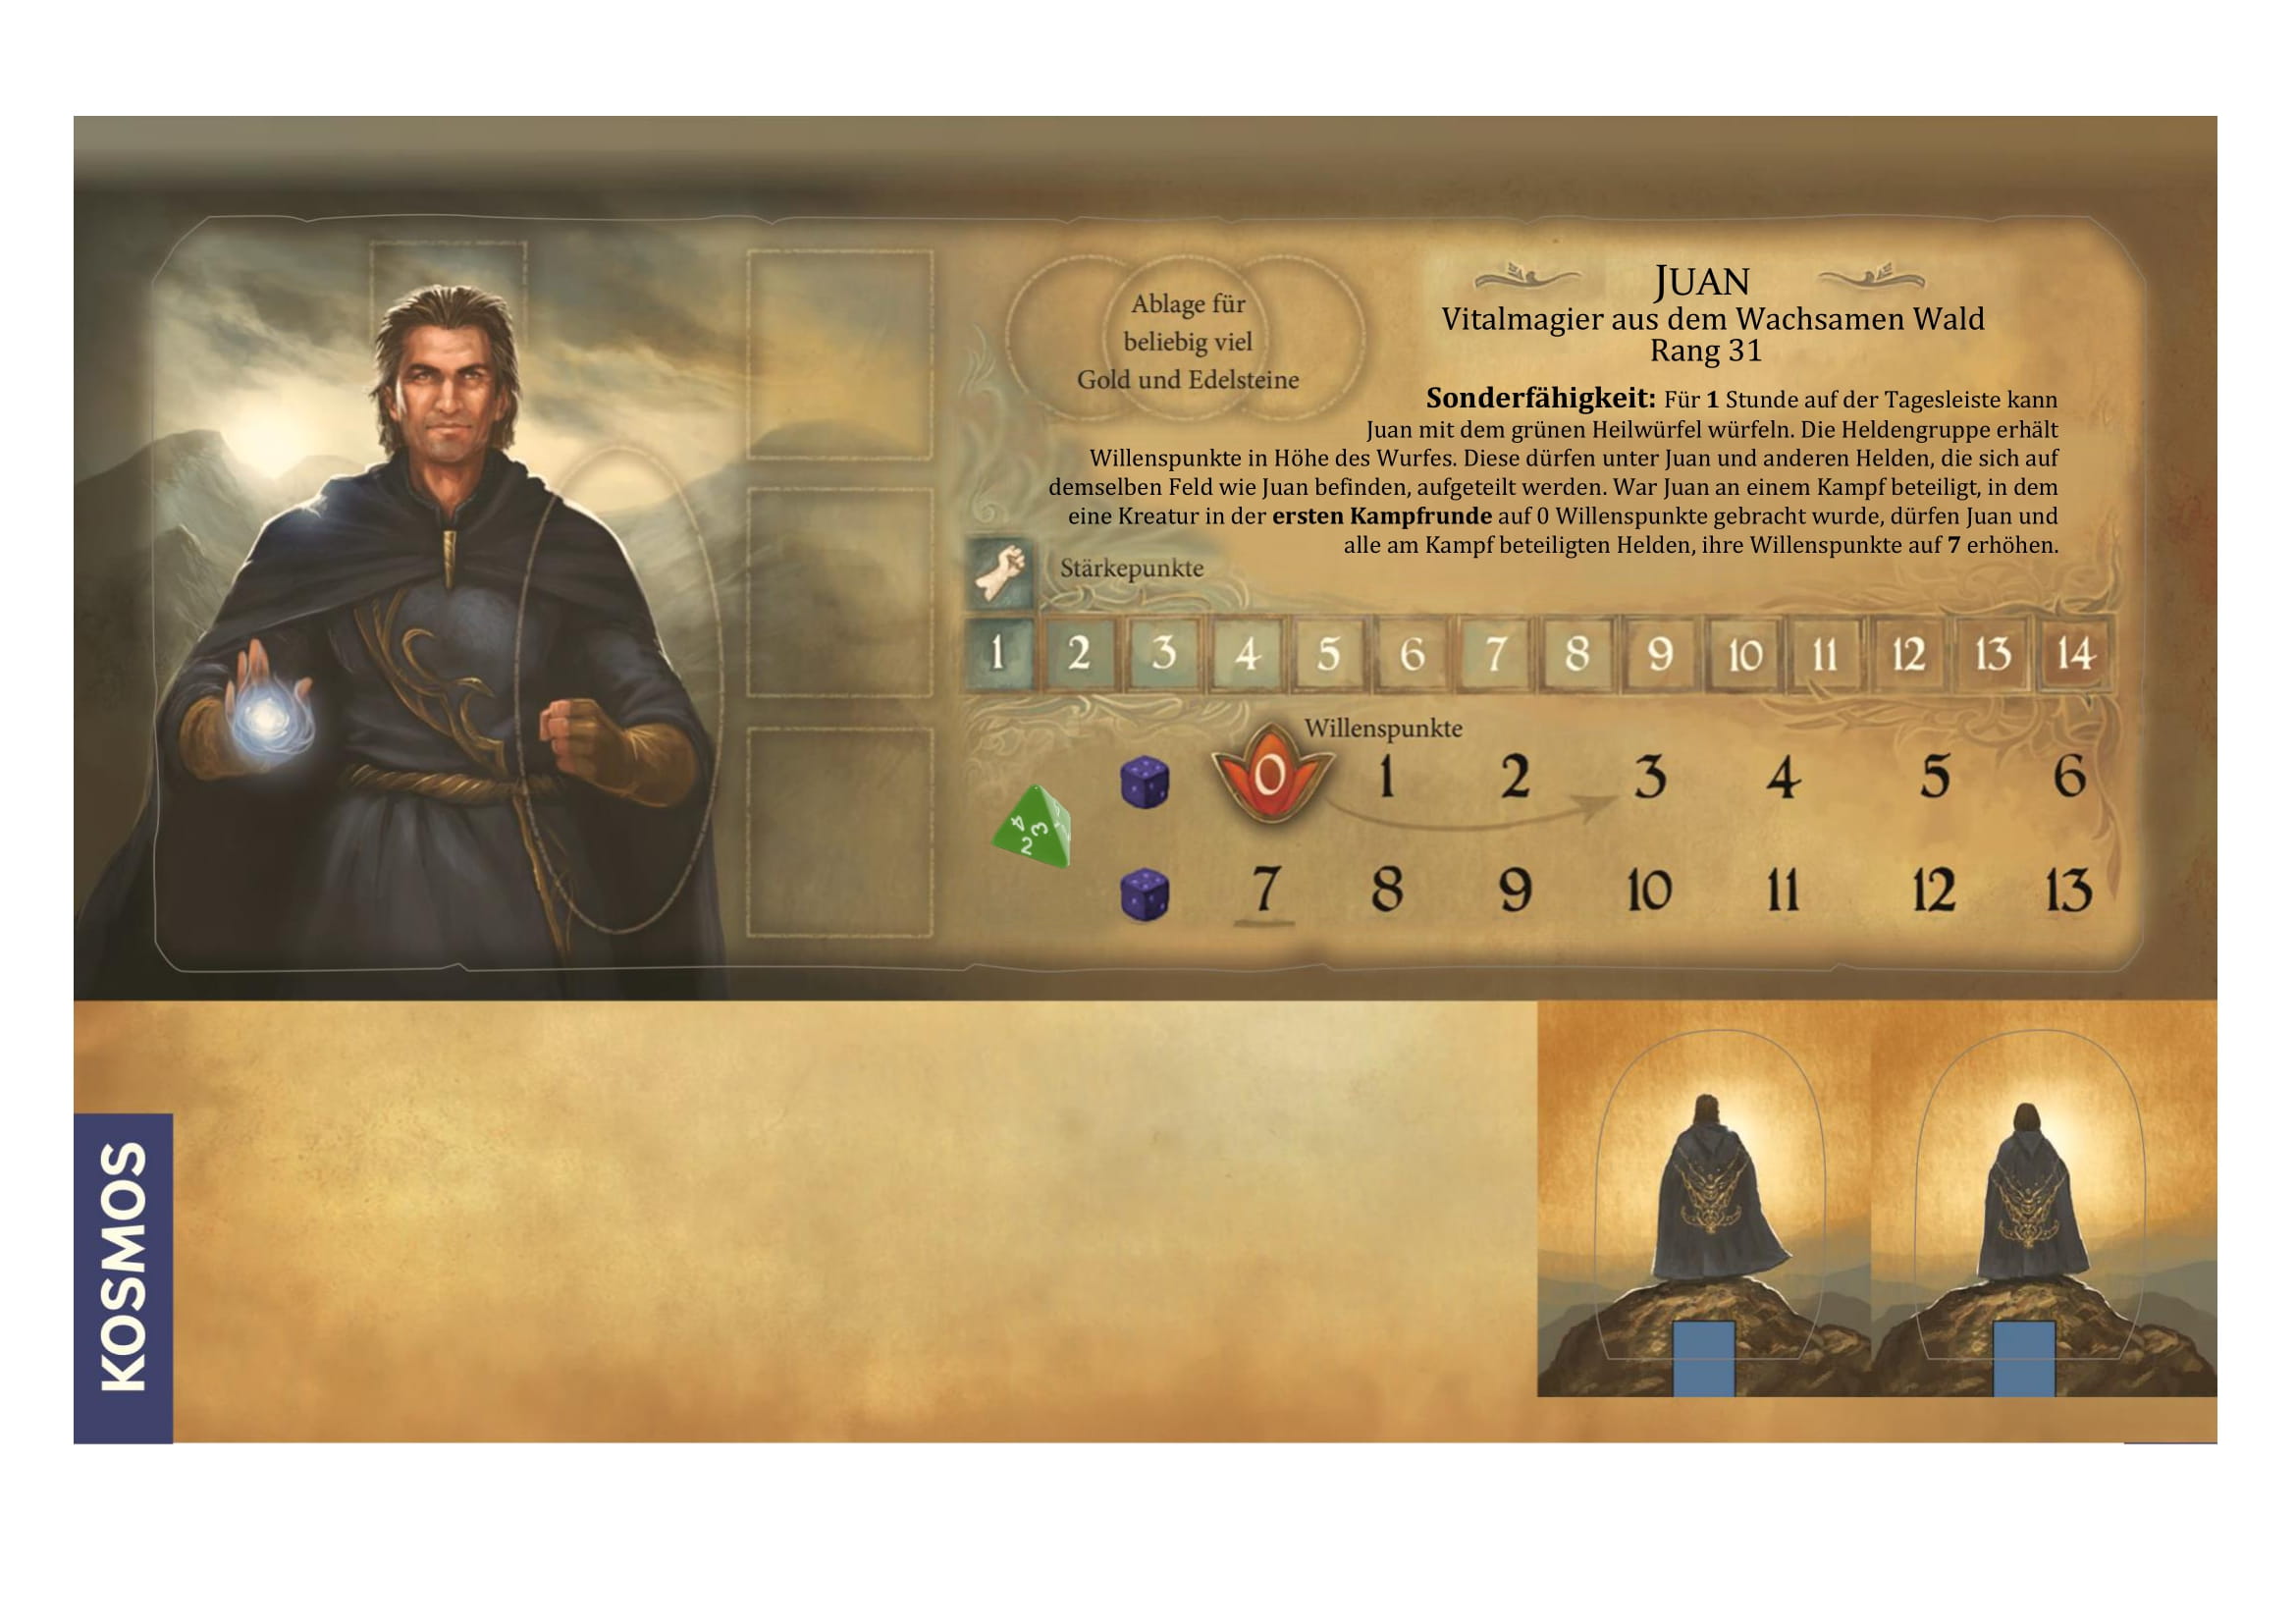 Ablage für
beliebig viel
Gold und Edelsteine
JUAN
Vitalmagier aus dem Wachsamen Wald
Rang 31
Sonderfähigkeit: Für 1 Stunde auf der Tagesleiste kann
Juan mit dem grünen Heilwürfel würfeln. Die Heldengruppe erhält
Willenspunkte in Höhe des Wurfes. Diese dürfen unter Juan und anderen Helden, die sich auf
demselben Feld wie Juan befinden, aufgeteilt werden. War Juan an einem Kampf beteiligt, in dem
eine Kreatur in der ersten Kampfrunde auf 0 Willenspunkte gebracht wurde, dürfen Juan und
alle am Kampf beteiligten Helden, ihre Willenspunkte auf 7 erhöhen.
Stärkepunkte
1 2 3 4 5 6 7 8 9 10 11 12 13 14
Willenspunkte
0 1 2 3 4 5 6
4 3 2
7 8 9 10 11 12 13
KOSMOS